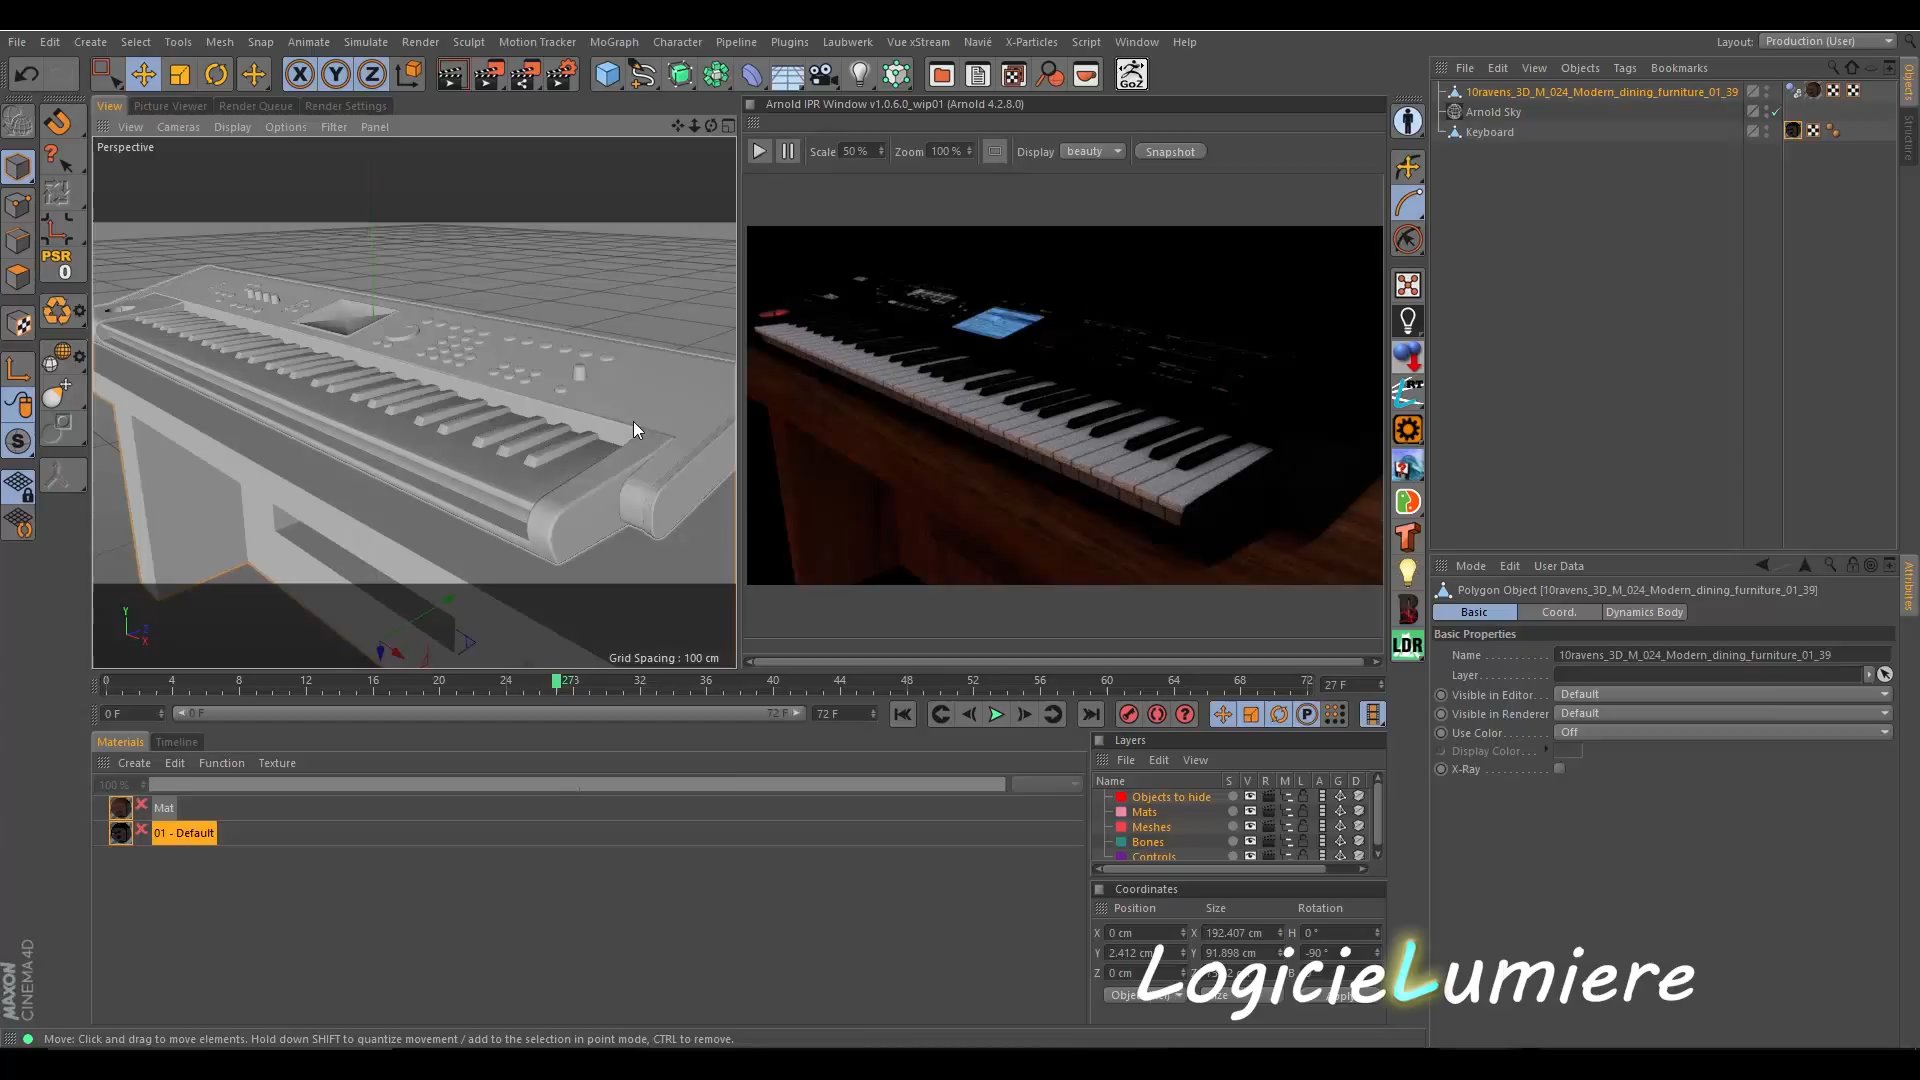 File Edit Create Select Tools Mesh Snap Animate Simulate Render Sculpt Motion Tracker MoGraph Character Pipeline Plugins Laubwerk Vue xStream Navié X-Particles Script Window Help Layout: Production (User)
X Y Z GoZ
File Edit View Objects Tags Bookmarks
Objects
Structure
10ravens_3D_M_024_Modern_dining_furniture_01_39
Arnold Sky
Keyboard
View Picture Viewer Render Queue Render Settings
View Cameras Display Options Filter Panel
Perspective
Grid Spacing : 100 cm
Arnold IPR Window v1.0.6.0_wip01 (Arnold 4.2.8.0)
Scale 50 % Zoom 100 % Display beauty Snapshot
PSR
0
S
LDR
Mode Edit User Data
Attributes
Polygon Object [10ravens_3D_M_024_Modern_dining_furniture_01_39]
Basic Coord. Dynamics Body
Basic Properties
Name 10ravens_3D_M_024_Modern_dining_furniture_01_39
Layer
Visible in Editor Default
Visible in Renderer Default
Use Color Off
Display Color
X-Ray
0 4 8 12 16 20 24 273 32 36 40 44 48 52 56 60 64 68 72 27 F
0 F 0 F 72 F 72 F
Materials Timeline
Create Edit Function Texture
100 %
Mat
01 - Default
Layers
File Edit View
Name S V R M L A G D
Objects to hide
Mats
Meshes
Bones
Controls
Coordinates
Position Size Rotation
X 0 cm X 192.407 cm H 0 °
Y 2.412 cm Y 91.898 cm -90 °
Z 0 cm
LogicieLumiere
MAXON
CINEMA 4D
Move: Click and drag to move elements. Hold down SHIFT to quantize movement / add to the selection in point mode, CTRL to remove.